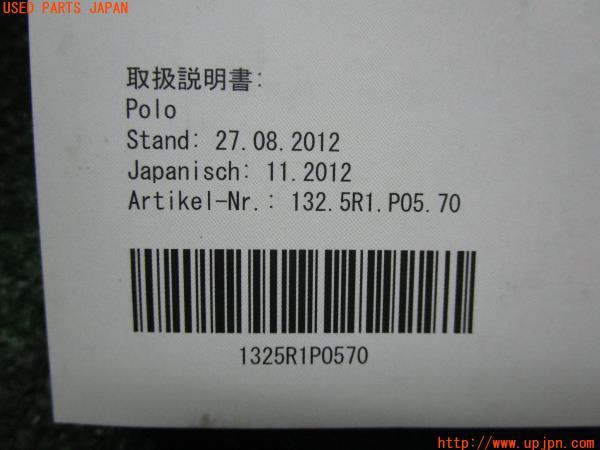 USED PARTS JAPAN
取扱説明書:
Polo
Stand: 27.08.2012
Japanisch: 11.2012
Artikel-Nr.: 132.5R1.P05.70
1325R1P0570
http://www.upjpn.com/